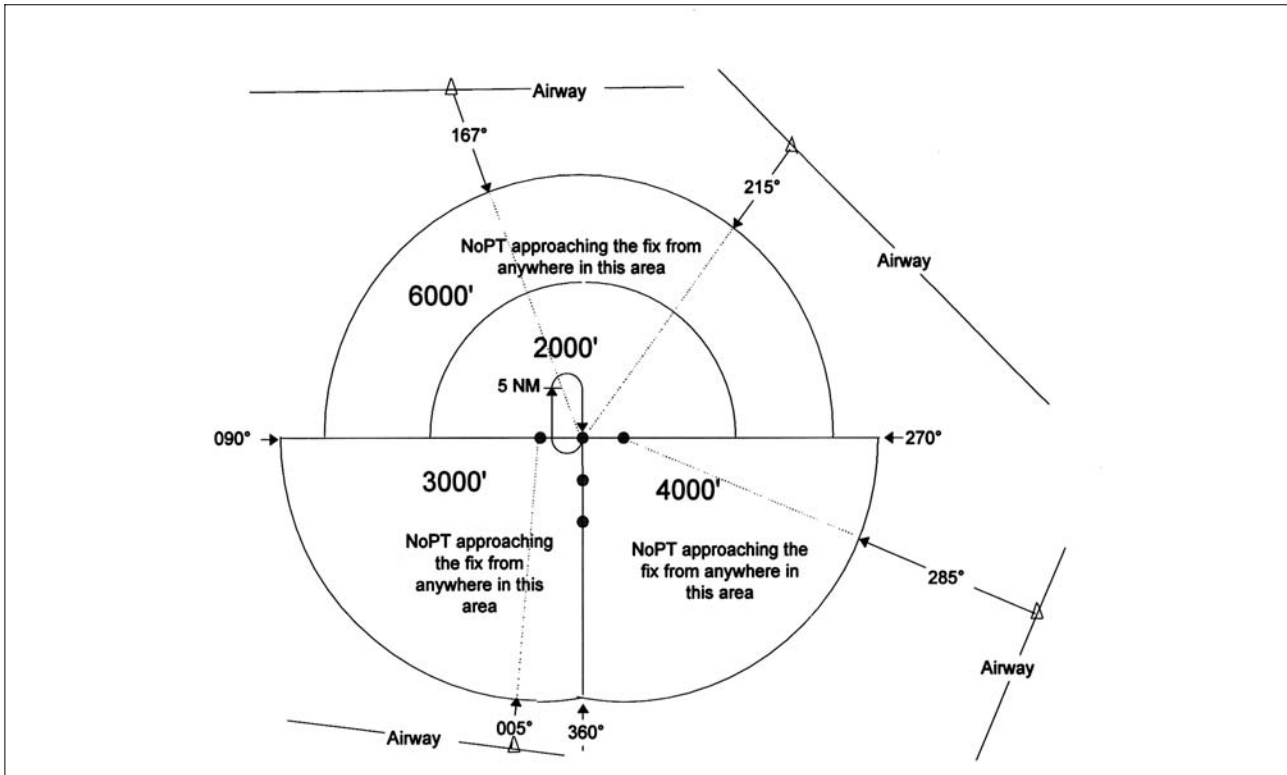 Airway
167°
215°
Airway
NoPT approaching the fix from
anywhere in this area
6000'
2000'
5 NM
090°
270°
3000'
4000'
NoPT approaching
the fix from
anywhere in this
area
NoPT approaching the
fix from anywhere in
this area
285°
Airway
005°
360°
Airway